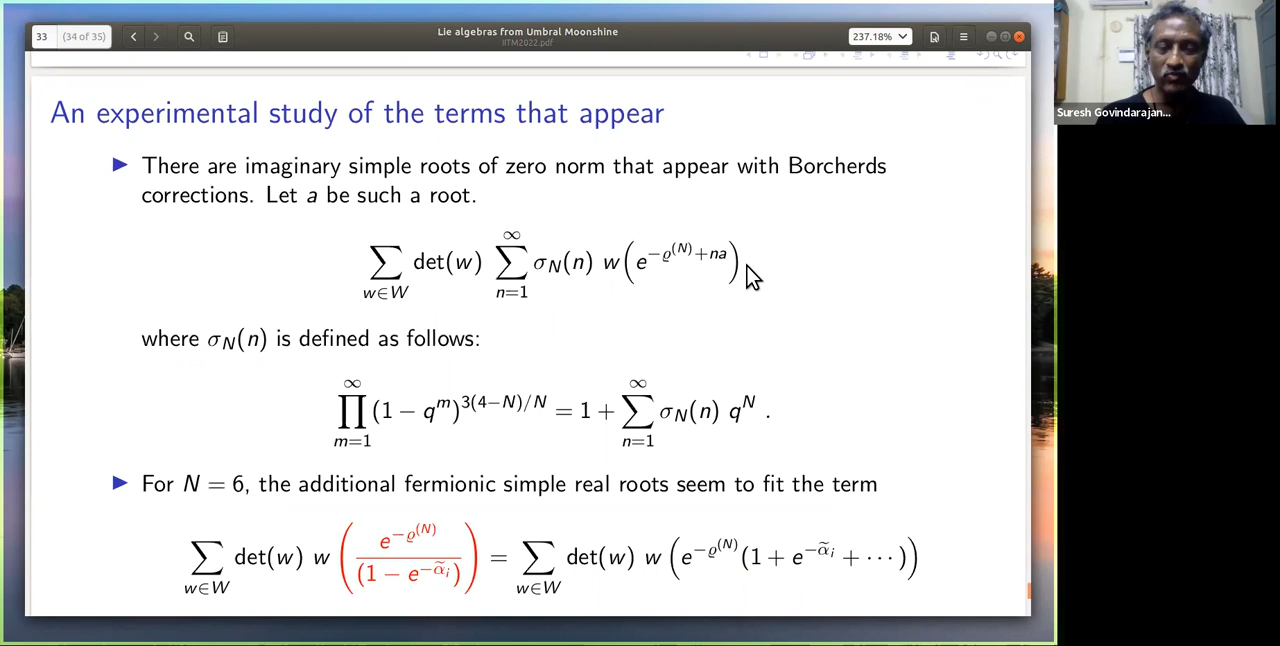 33 (34 of 35)
Lie algebras from Umbral Moonshine
IITM2022.pdf
237.18%
Suresh Govindarajan...
An experimental study of the terms that appear
▶ There are imaginary simple roots of zero norm that appear with Borcherds
corrections. Let a be such a root.
∑_{w∈W} det(w) ∑_{n=1}^{∞} σ_N(n) w(e^{-ϱ^{(N)}+na})
where σ_N(n) is defined as follows:
∏_{m=1}^{∞} (1 − q^m)^{3(4−N)/N} = 1 + ∑_{n=1}^{∞} σ_N(n) q^N .
▶ For N = 6, the additional fermionic simple real roots seem to fit the term
∑_{w∈W} det(w) w (e^{-ϱ^{(N)}} / (1 − e^{-α̃_i})) = ∑_{w∈W} det(w) w (e^{-ϱ^{(N)}}(1 + e^{-α̃_i} + ⋯))